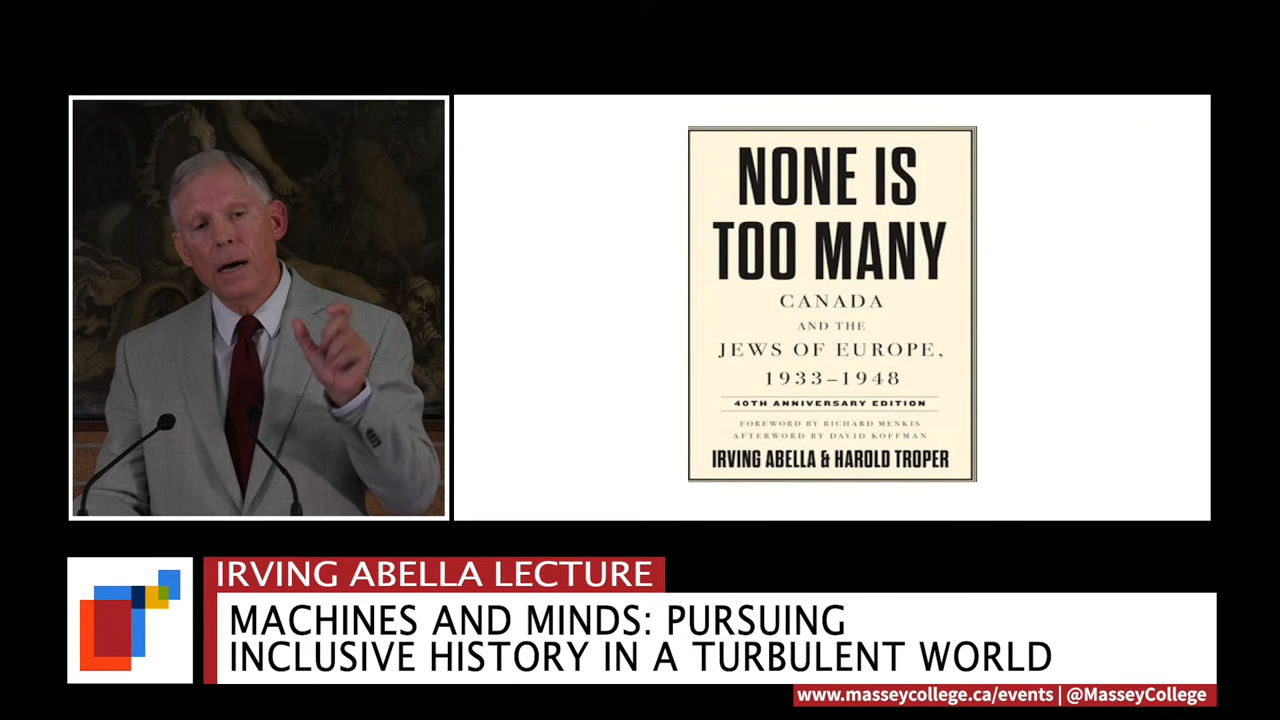 NONE IS
TOO MANY
CANADA
AND THE
JEWS OF EUROPE,
1933–1948
40TH ANNIVERSARY EDITION
FOREWORD BY RICHARD MENKIS
AFTERWORD BY DAVID KOFFMAN
IRVING ABELLA & HAROLD TROPER
IRVING ABELLA LECTURE
MACHINES AND MINDS: PURSUING
INCLUSIVE HISTORY IN A TURBULENT WORLD
www.masseycollege.ca/events | @MasseyCollege